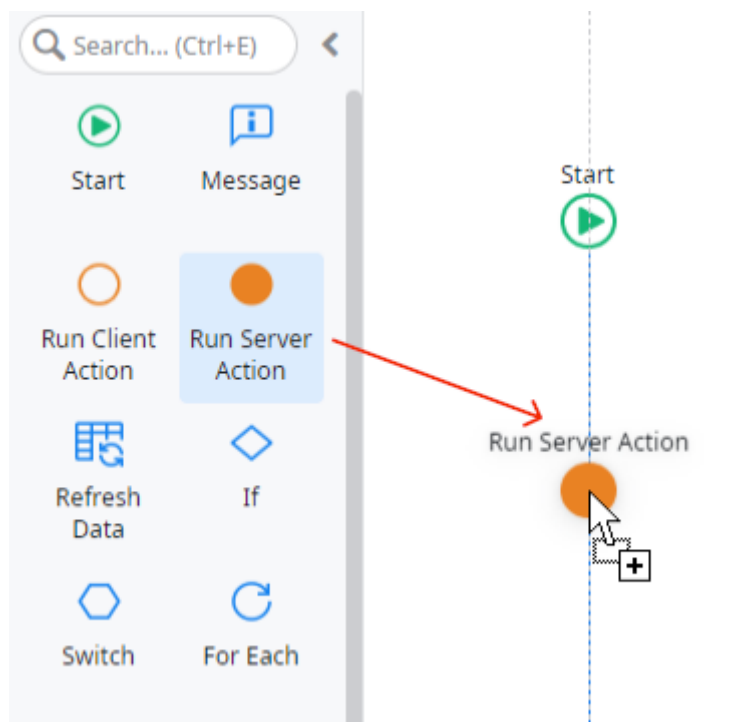 Search... (Ctrl+E)
Start
Message
Run Client
Action
Run Server
Action
Refresh
Data
If
Switch
For Each
Start
Run Server Action